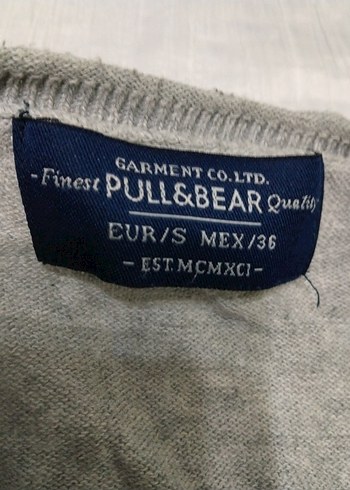 GARMENT CO. LTD.
-Finest PULL&BEAR Quality
EUR/S MEX/36
- EST. MCMXCI -